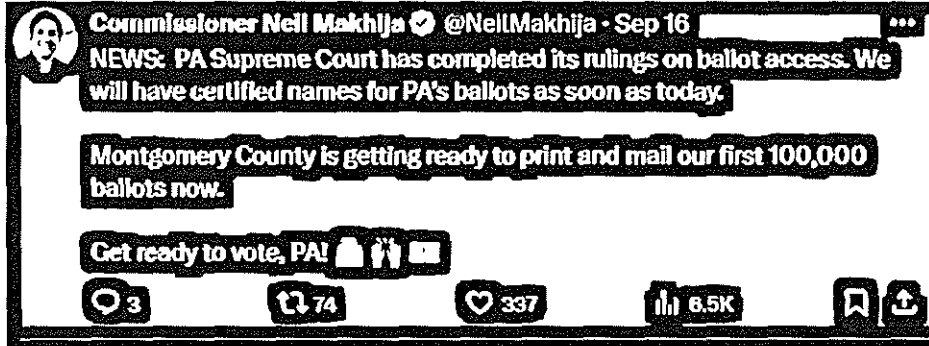 Commissioner Neil Makhija @NeilMakhija · Sep 16
NEWS: PA Supreme Court has completed its rulings on ballot access. We
will have certified names for PA's ballots as soon as today.
Montgomery County is getting ready to print and mail our first 100,000
ballots now.
Get ready to vote, PA!
3 74 337 6.5K